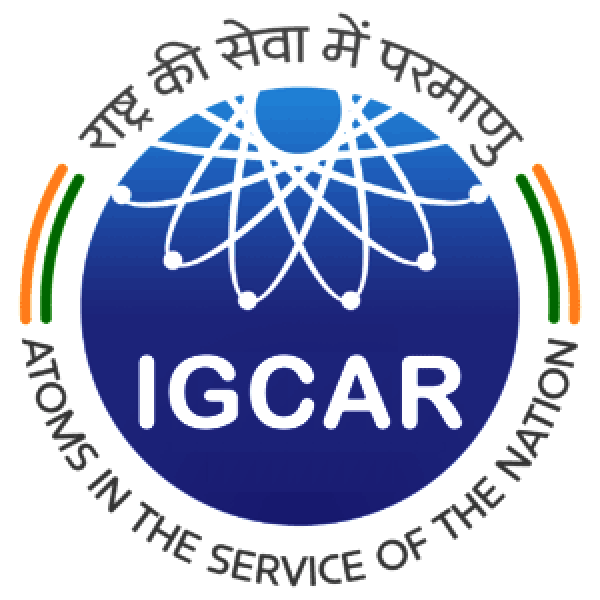 राष्ट्र की सेवा में परमाणु
IGCAR
ATOMS IN THE SERVICE OF THE NATION